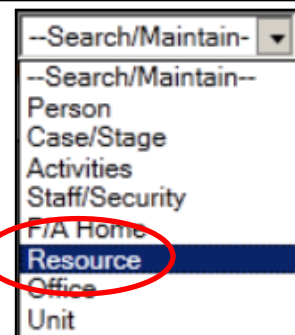 --Search/Maintain-
--Search/Maintain--
Person
Case/Stage
Activities
Staff/Security
F/A Home
Resource
Office
Unit